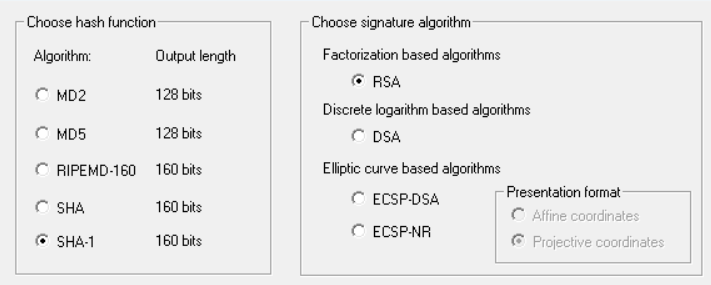 Choose hash function
Algorithm: Output length
MD2 128 bits
MD5 128 bits
RIPEMD-160 160 bits
SHA 160 bits
SHA-1 160 bits
Choose signature algorithm
Factorization based algorithms
RSA
Discrete logarithm based algorithms
DSA
Elliptic curve based algorithms
ECSP-DSA
ECSP-NR
Presentation format
Affine coordinates
Projective coordinates